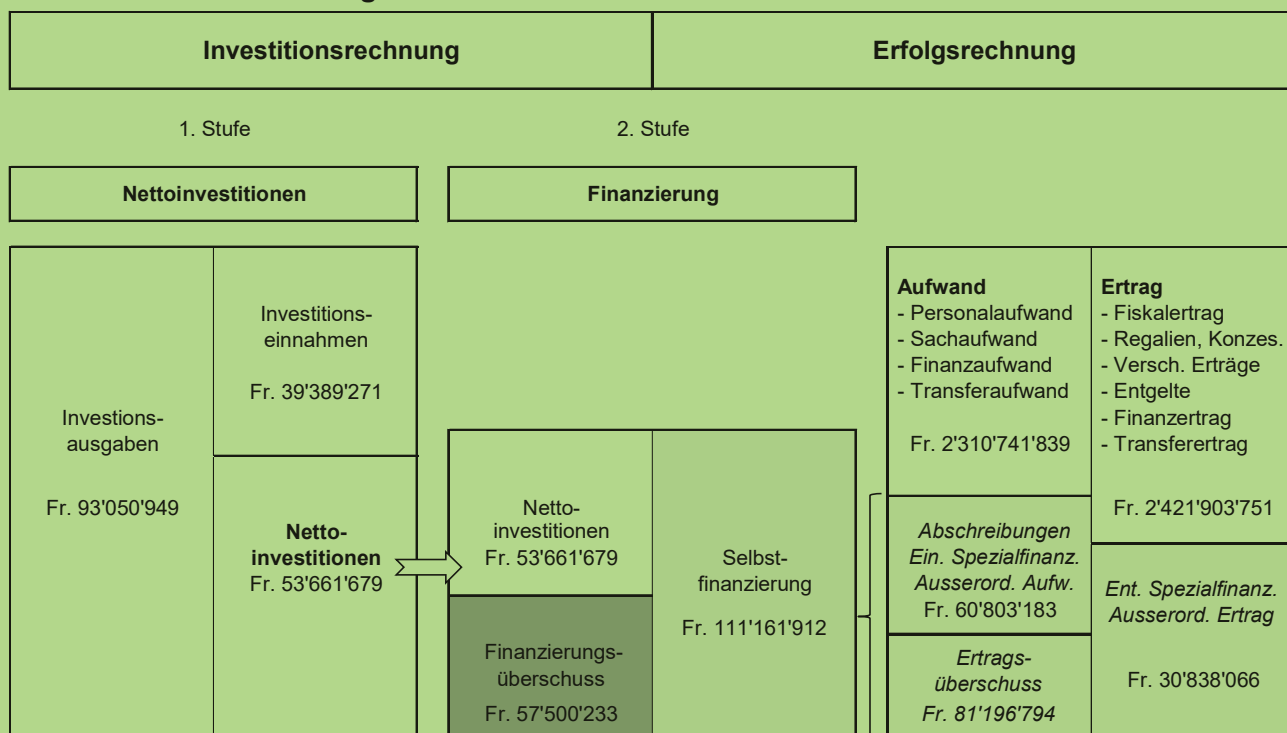 Investitionsrechnung
Erfolgsrechnung
1. Stufe
2. Stufe
Nettoinvestitionen
Finanzierung
Investions-
ausgaben
Fr. 93'050'949
Investitions-
einnahmen
Fr. 39'389'271
Netto-
investitionen
Fr. 53'661'679
Netto-
investitionen
Fr. 53'661'679
Finanzierungs-
überschuss
Fr. 57'500'233
Selbst-
finanzierung
Fr. 111'161'912
Aufwand
- Personalaufwand
- Sachaufwand
- Finanzaufwand
- Transferaufwand
Fr. 2'310'741'839
Abschreibungen
Ein. Spezialfinanz.
Ausserord. Aufw.
Fr. 60'803'183
Ertrags-
überschuss
Fr. 81'196'794
Ertrag
- Fiskalertrag
- Regalien, Konzes.
- Versch. Erträge
- Entgelte
- Finanzertrag
- Transferertrag
Fr. 2'421'903'751
Ent. Spezialfinanz.
Ausserord. Ertrag
Fr. 30'838'066